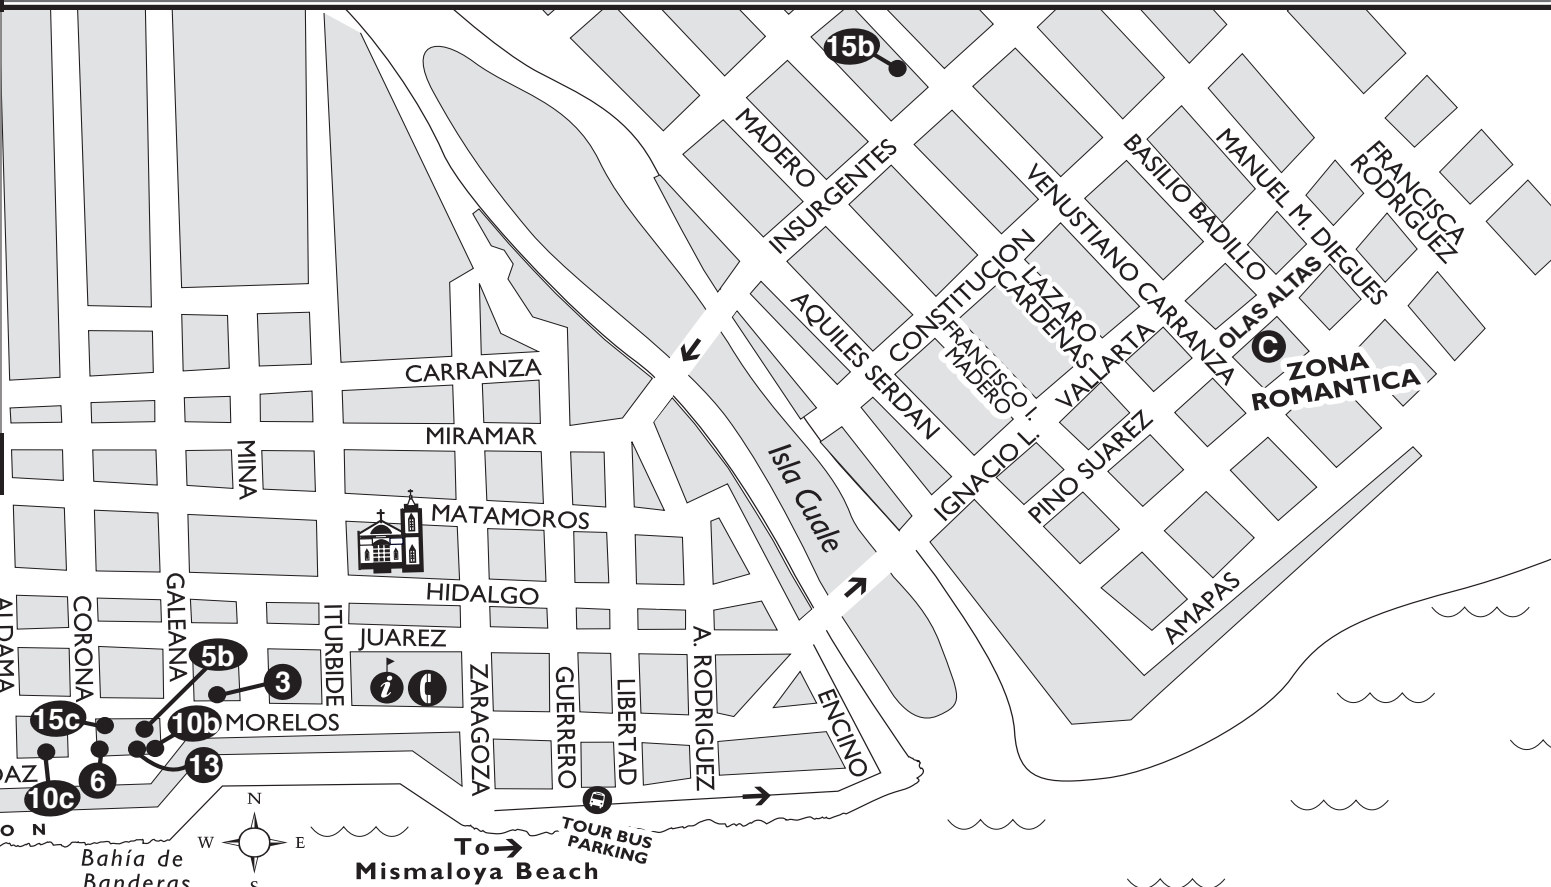 15b
MADERO
INSURGENTES
BASILIO BADILLO
MANUEL M. DIEGUES
FRANCISCA
RODRIGUEZ
VENUSTIANO CARRANZA
CONSTITUCION
LAZARO
CARDENAS
OLAS ALTAS
C
ZONA
ROMANTICA
AQUILES SERDAN
FRANCISCO I.
MADERO
VALLARTA
IGNACIO L.
PINO SUAREZ
AMAPAS
Isla Cuale
CARRANZA
MIRAMAR
MINA
MATAMOROS
HIDALGO
JUAREZ
i
ALDAMA
CORONA
GALEANA
ITURBIDE
5b
3
15c
10b
MORELOS
6
13
10c
DAZ
O N
ZARAGOZA
GUERRERO
LIBERTAD
A. RODRIGUEZ
ENCINO
TOUR BUS
PARKING
N
W
E
S
To
Mismaloya Beach
Bahía de
Banderas